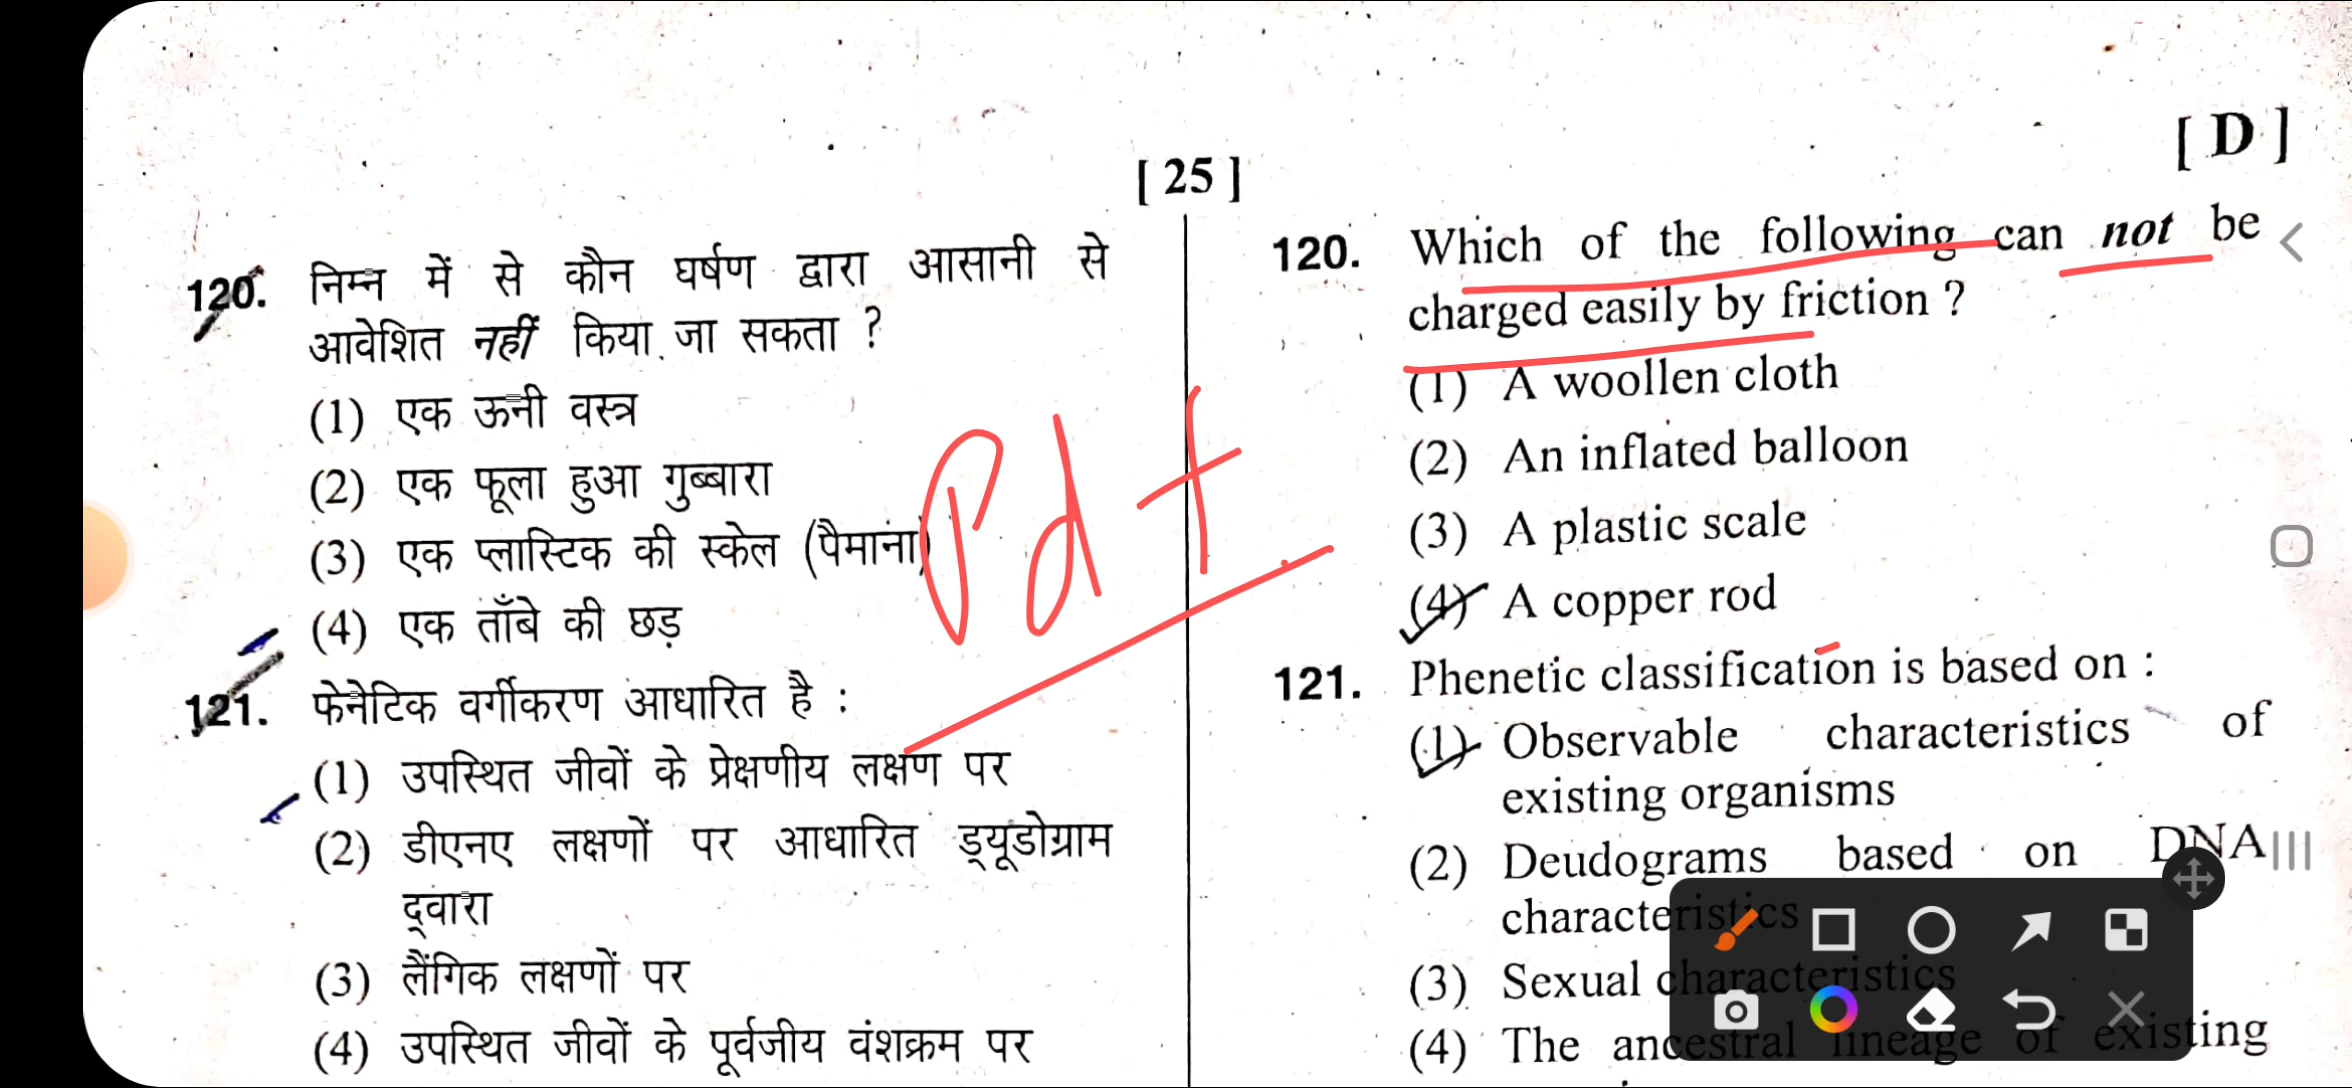 [ D ]
[ 25 ]
120. निम्न में से कौन घर्षण द्वारा आसानी से
आवेशित नहीं किया जा सकता ?
(1) एक ऊनी वस्त्र
(2) एक फूला हुआ गुब्बारा
(3) एक प्लास्टिक की स्केल (पैमाना)
(4) एक ताँबे की छड़
121. फेनेटिक वर्गीकरण आधारित है :
(1) उपस्थित जीवों के प्रेक्षणीय लक्षण पर
(2) डीएनए लक्षणों पर आधारित ड्यूडोग्राम
द्वारा
(3) लैंगिक लक्षणों पर
(4) उपस्थित जीवों के पूर्वजीय वंशक्रम पर
Pdf
120. Which of the following can not be
charged easily by friction ?
(1) A woollen cloth
(2) An inflated balloon
(3) A plastic scale
(4) A copper rod
121. Phenetic classification is based on :
(1) Observable characteristics of
existing organisms
(2) Deudograms based on DNA
characteristics
(3) Sexual characteristics
(4) The ancestral lineage of existing